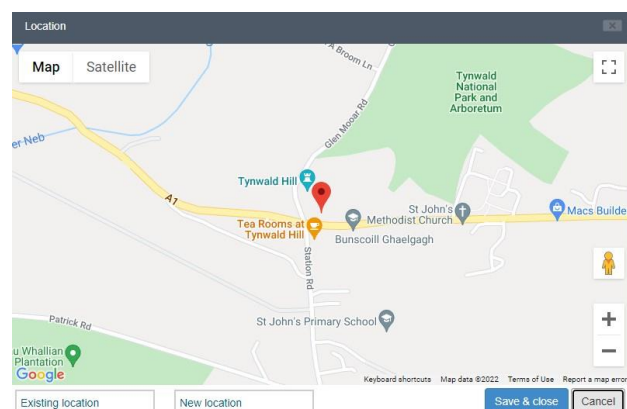 Location
Map
Satellite
A Broom Ln
Tynwald
National
Park and
Arboretum
Glen Mooar Rd
er Neb
Tynwald Hill
A1
St John's
Methodist Church
Macs Builde
Tea Rooms at
Tynwald Hill
Bunscoill Ghaelgagh
Station Rd
Patrick Rd
St John's Primary School
u Whallian
Plantation
Google
Keyboard shortcuts
Map data ©2022
Terms of Use
Report a map error
Existing location
New location
Save & close
Cancel